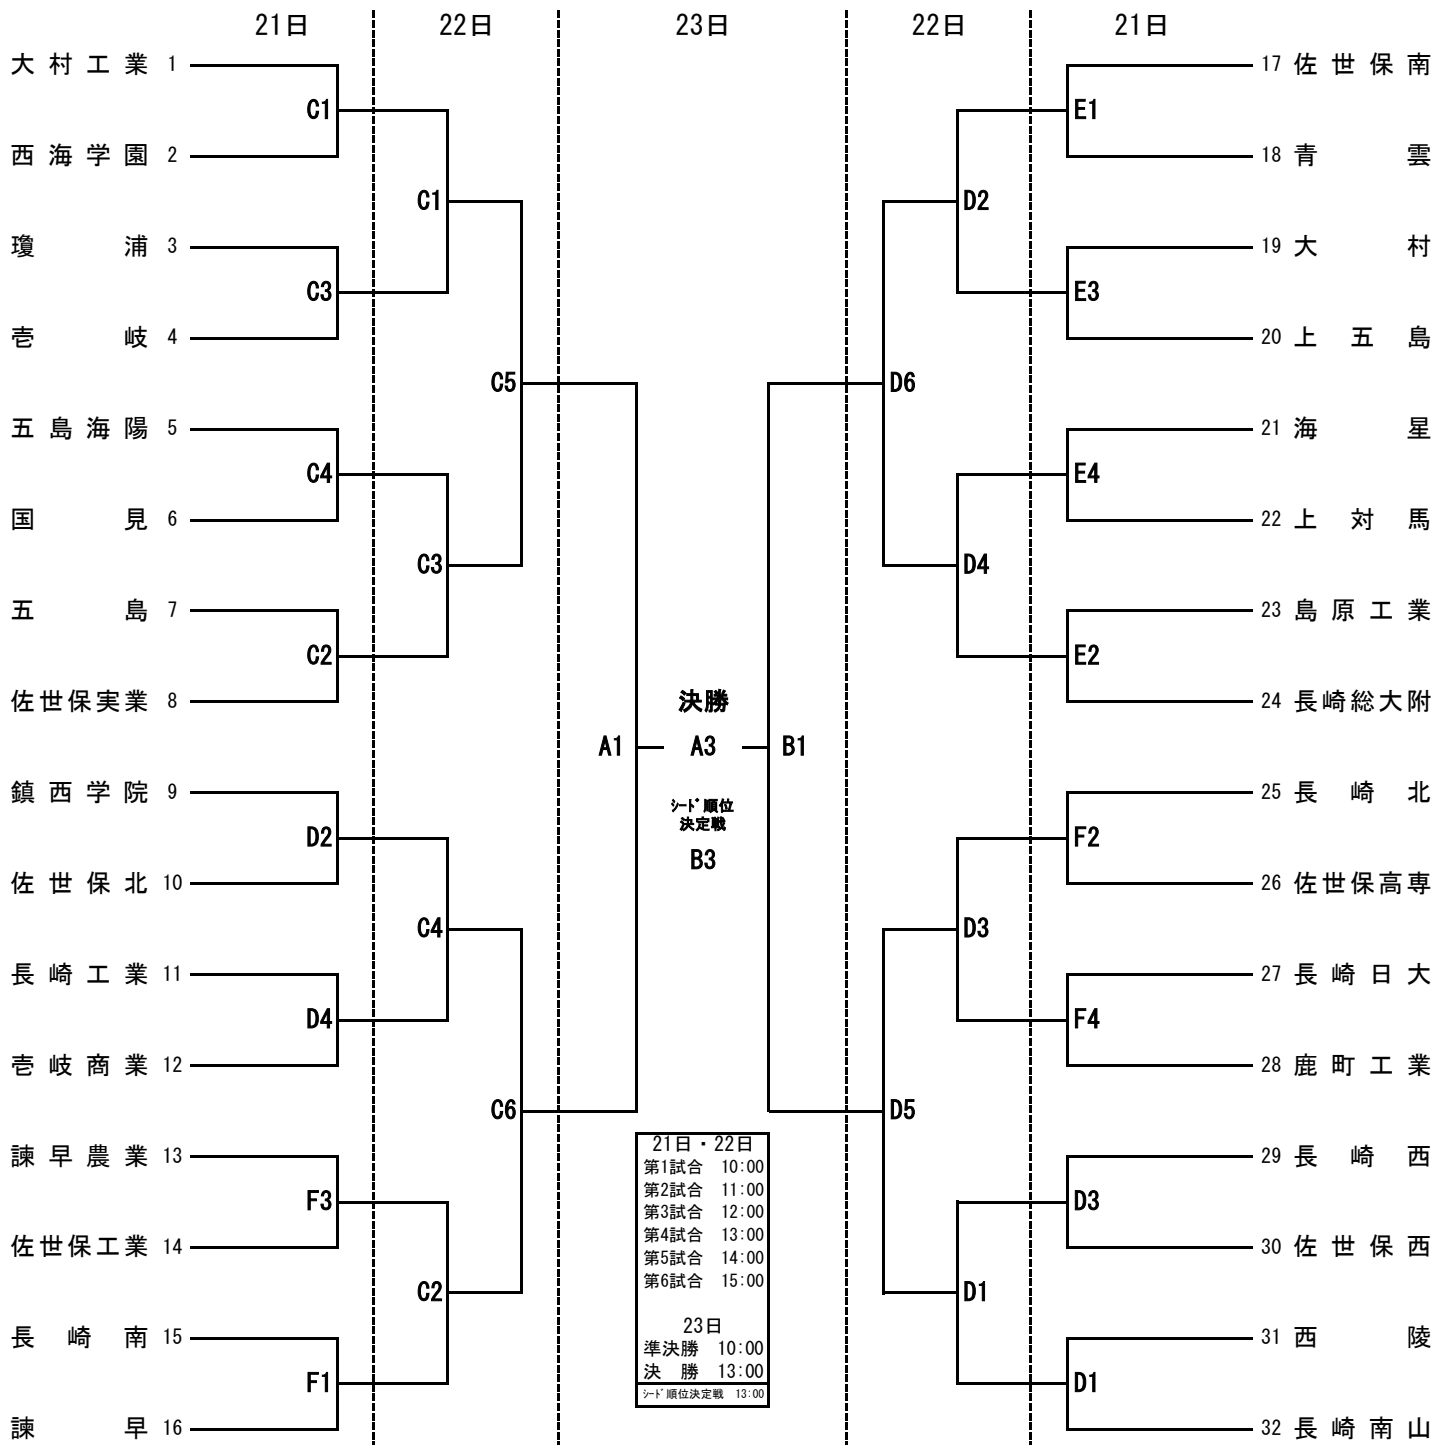 21日 22日 23日 22日 21日
大村工業 1
C1
西海学園 2
C1
瓊浦 3
C3
壱岐 4
C5
五島海陽 5
C4
国見 6
C3
五島 7
C2
佐世保実業 8
A1
鎮西学院 9
D2
佐世保北 10
C4
長崎工業 11
D4
壱岐商業 12
C6
諫早農業 13
F3
佐世保工業 14
C2
長崎南 15
F1
諫早 16
決勝
A3
シード順位
決定戦
B3
21日・22日
第1試合 10:00
第2試合 11:00
第3試合 12:00
第4試合 13:00
第5試合 14:00
第6試合 15:00
23日
準決勝 10:00
決勝 13:00
シード順位決定戦 13:00
17 佐世保南
E1
18 青雲
D2
19 大村
E3
20 上五島
D6
21 海星
E4
22 上対馬
D4
23 島原工業
E2
24 長崎総大附
B1
25 長崎北
F2
26 佐世保高専
D3
27 長崎日大
F4
28 鹿町工業
D5
29 長崎西
D3
30 佐世保西
D1
31 西陵
D1
32 長崎南山